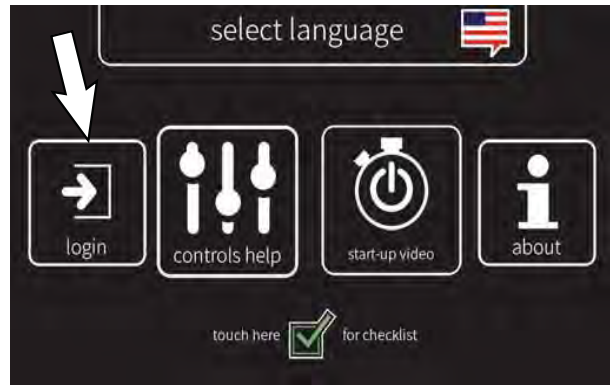 select language
login
controls help
start-up video
about
touch here for checklist